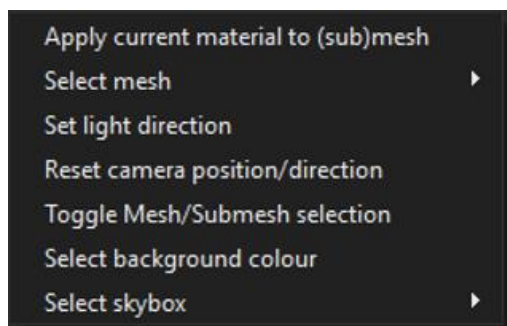 Apply current material to (sub)mesh
Select mesh
Set light direction
Reset camera position/direction
Toggle Mesh/Submesh selection
Select background colour
Select skybox